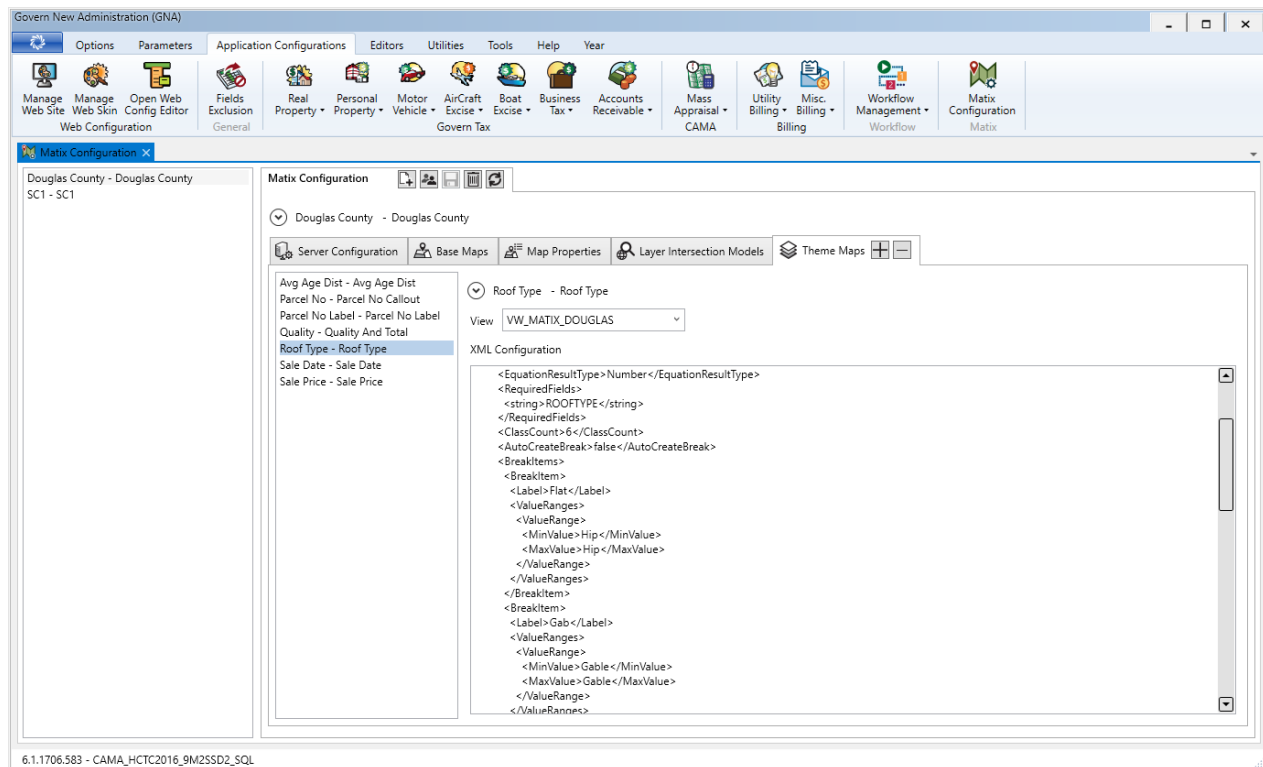 Govern New Administration (GNA)
Options Parameters Application Configurations Editors Utilities Tools Help Year
Manage Web Site
Manage Web Skin
Open Web Config Editor
Web Configuration
Fields Exclusion
General
Real Property
Personal Property
Motor Vehicle
AirCraft Excise
Boat Excise
Business Tax
Accounts Receivable
Govern Tax
Mass Appraisal
CAMA
Utility Billing
Misc. Billing
Billing
Workflow Management
Workflow
Matix Configuration
Matix
Matix Configuration
Douglas County - Douglas County
SC1 - SC1
Matix Configuration
Douglas County - Douglas County
Server Configuration Base Maps Map Properties Layer Intersection Models Theme Maps
Avg Age Dist - Avg Age Dist
Parcel No - Parcel No Callout
Parcel No Label - Parcel No Label
Quality - Quality And Total
Roof Type - Roof Type
Sale Date - Sale Date
Sale Price - Sale Price
Roof Type - Roof Type
View VW_MATIX_DOUGLAS
XML Configuration
<EquationResultType>Number</EquationResultType>
<RequiredFields>
<string>ROOFTYPE</string>
</RequiredFields>
<ClassCount>6</ClassCount>
<AutoCreateBreak>false</AutoCreateBreak>
<BreakItems>
<BreakItem>
<Label>Flat</Label>
<ValueRanges>
<ValueRange>
<MinValue>Hip</MinValue>
<MaxValue>Hip</MaxValue>
</ValueRange>
</ValueRanges>
</BreakItem>
<BreakItem>
<Label>Gab</Label>
<ValueRanges>
<ValueRange>
<MinValue>Gable</MinValue>
<MaxValue>Gable</MaxValue>
</ValueRange>
</ValueRanges>
6.1.1706.583 - CAMA_HCTC2016_9M2SSD2_SQL